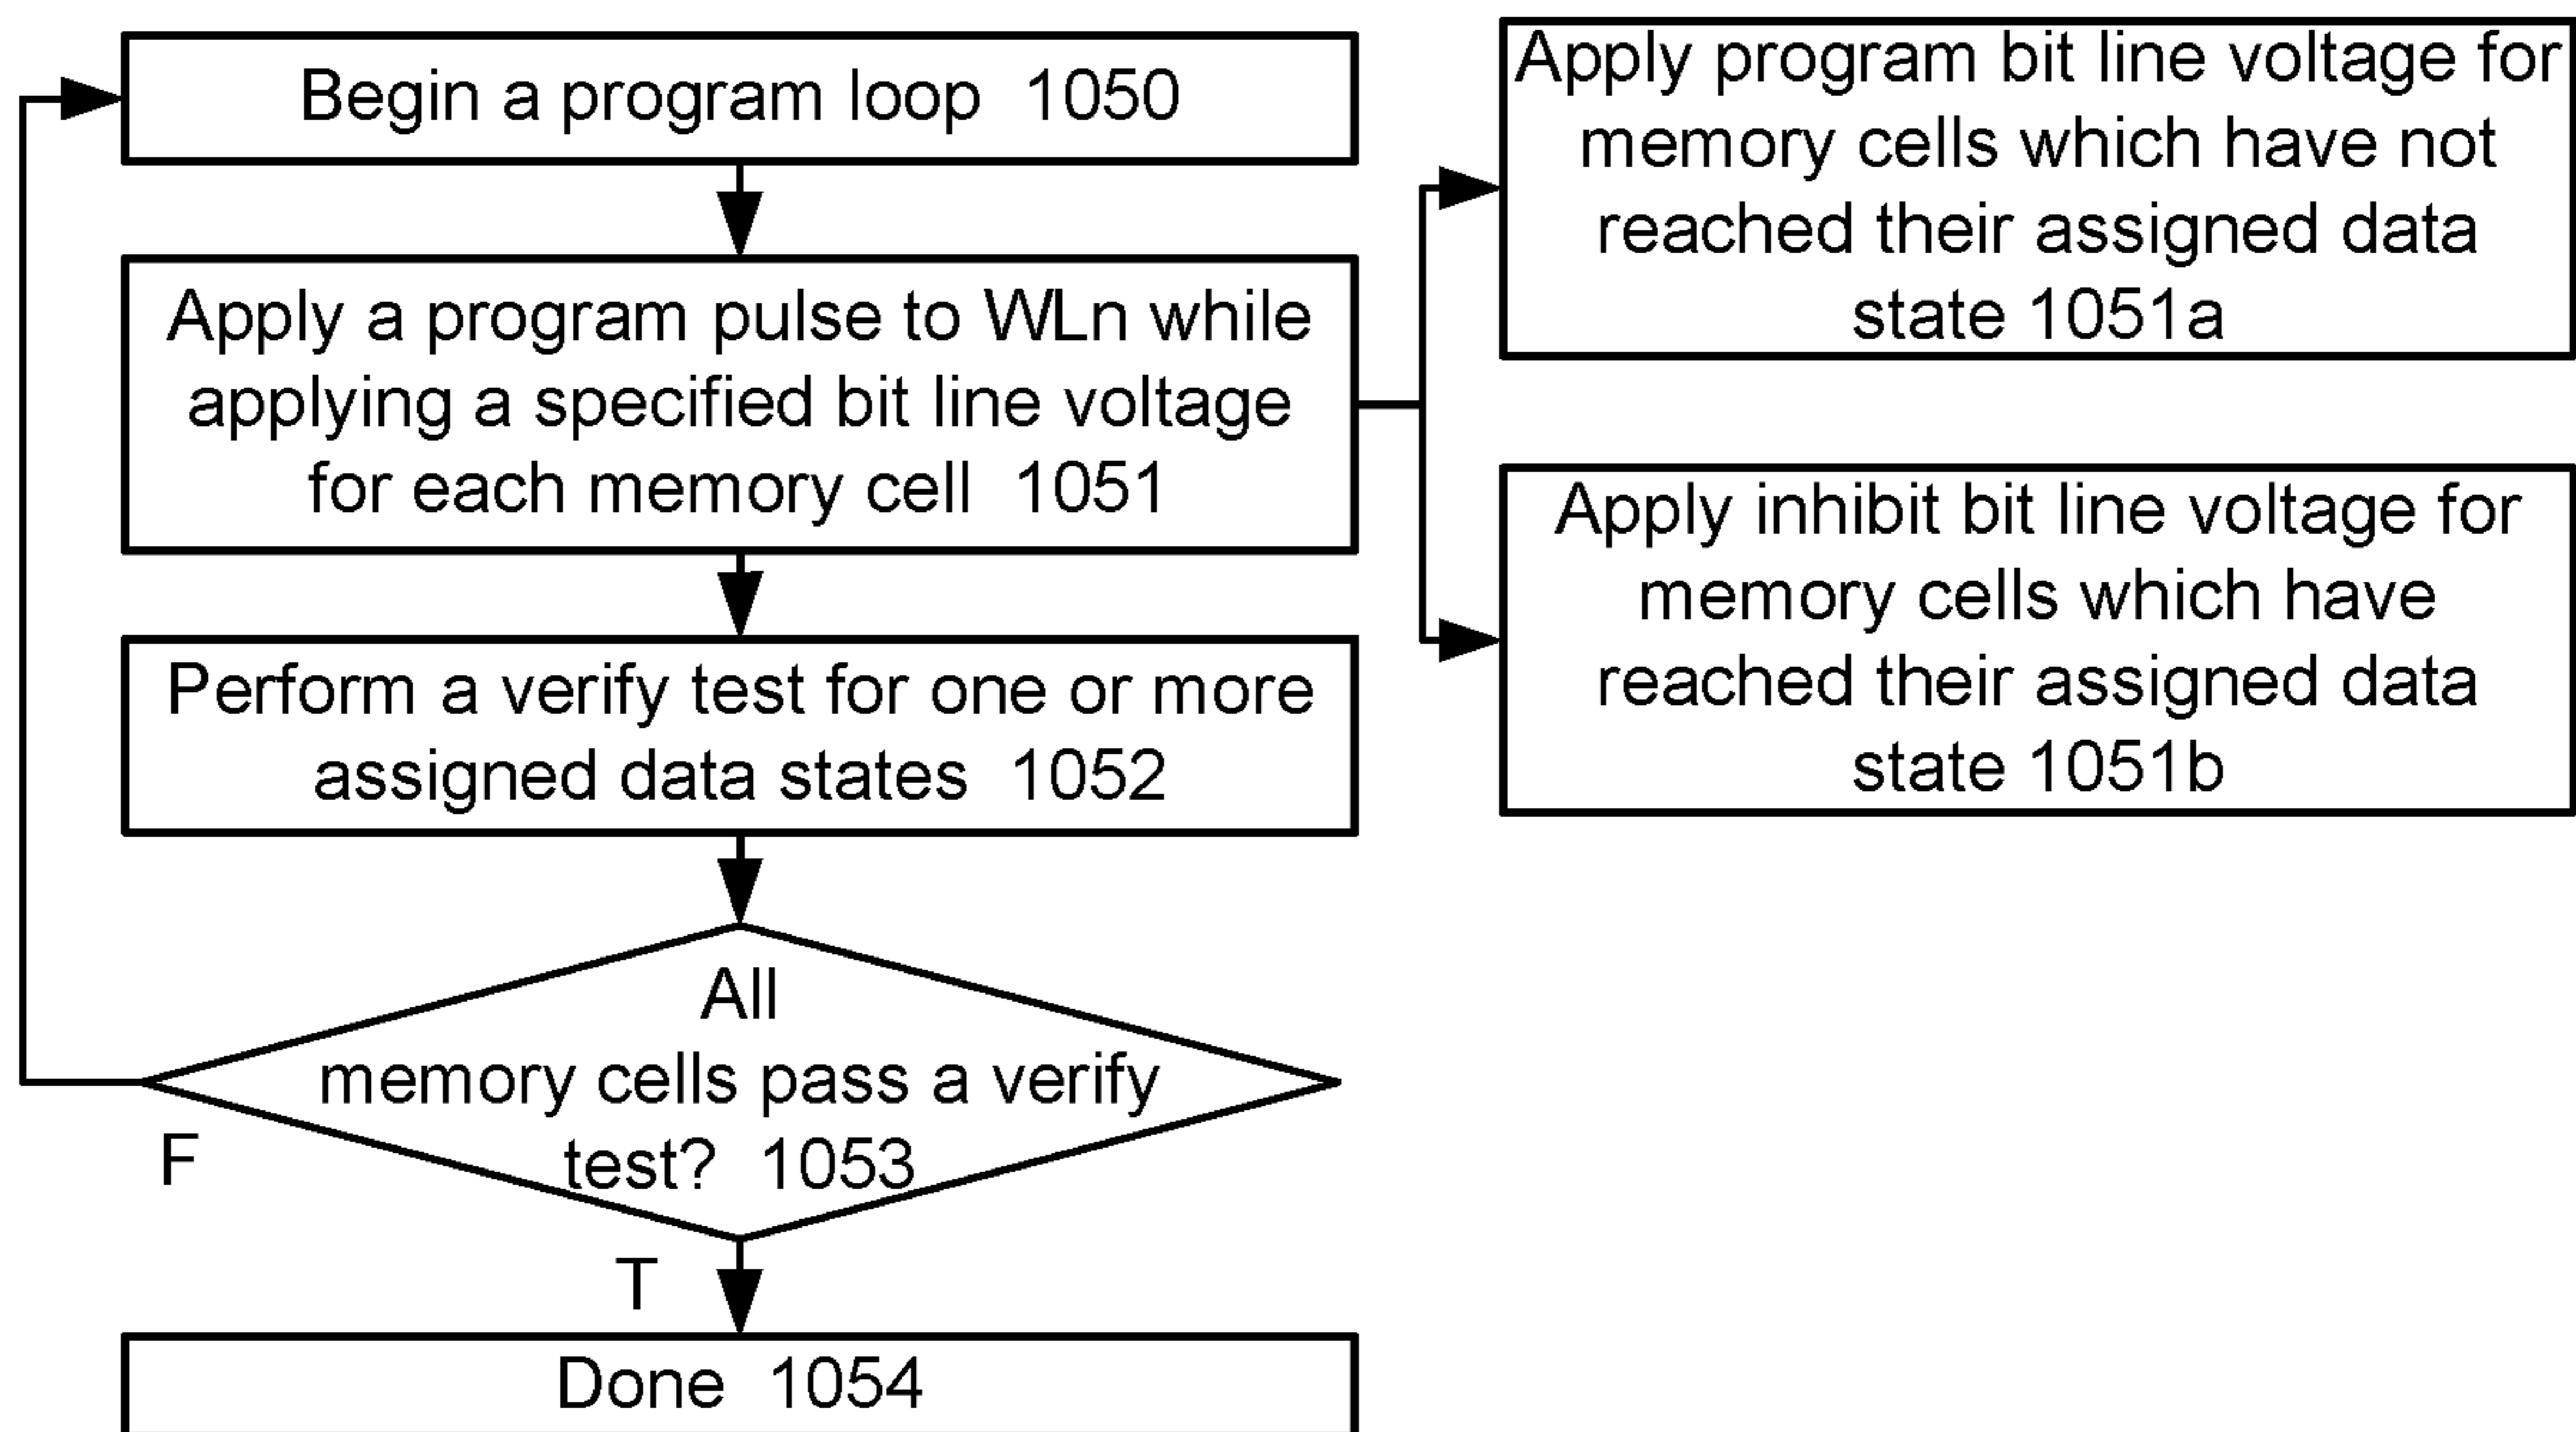 Begin a program loop 1050
Apply a program pulse to WLn while
applying a specified bit line voltage
for each memory cell 1051
Apply program bit line voltage for
memory cells which have not
reached their assigned data
state 1051a
Apply inhibit bit line voltage for
memory cells which have
reached their assigned data
state 1051b
Perform a verify test for one or more
assigned data states 1052
All
memory cells pass a verify
test? 1053
F
T
Done 1054